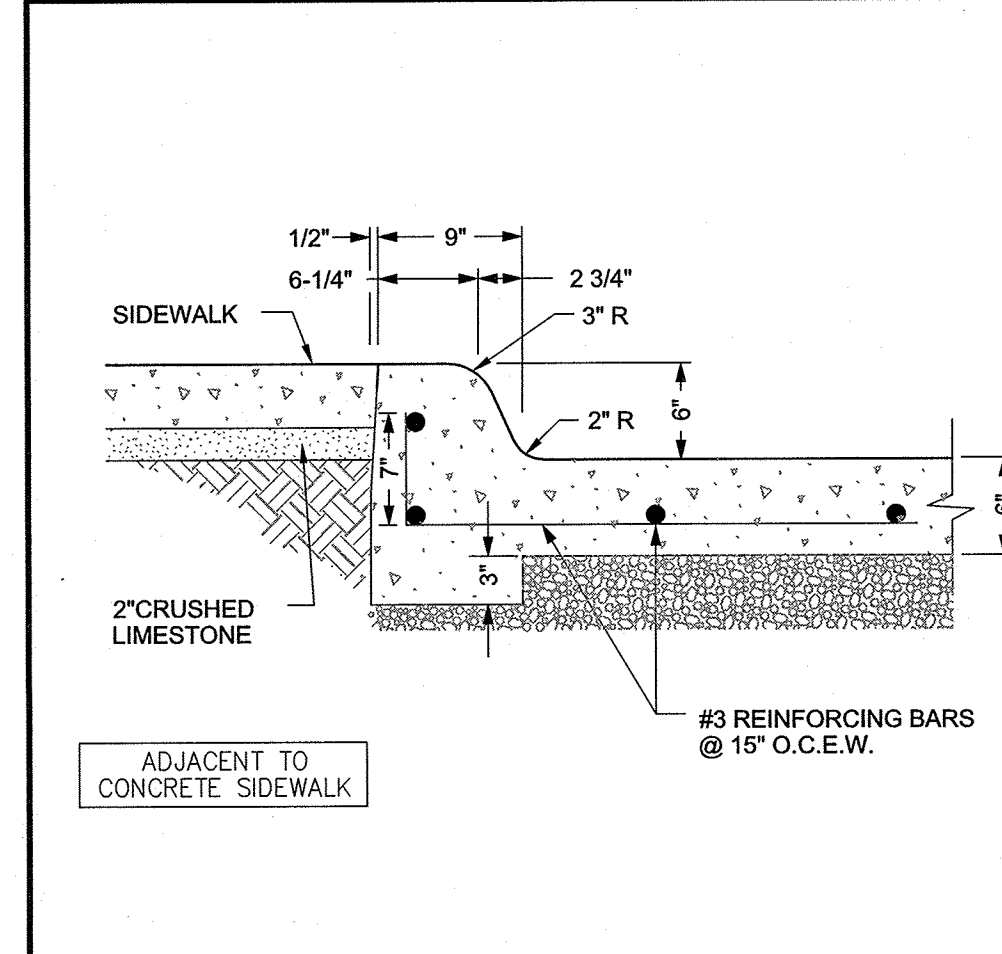 1/2"
9"
6-1/4"
2 3/4"
SIDEWALK
3" R
2" R
6"
7"
6"
3"
2"CRUSHED
LIMESTONE
#3 REINFORCING BARS
@ 15" O.C.E.W.
ADJACENT TO
CONCRETE SIDEWALK